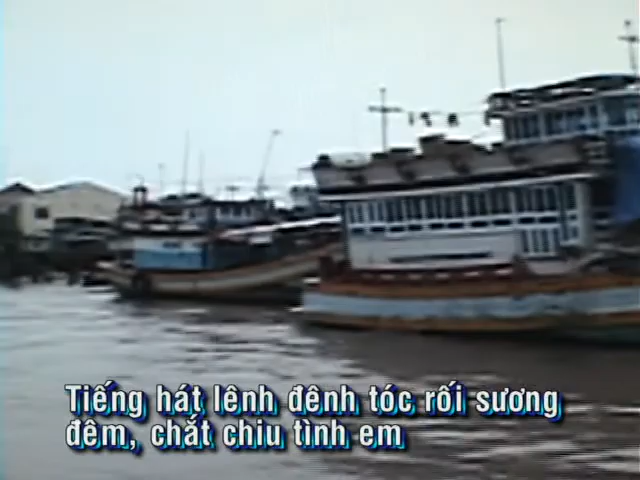 Tiếng hát lênh đênh tóc rối sương
đêm, chắt chiu tình em